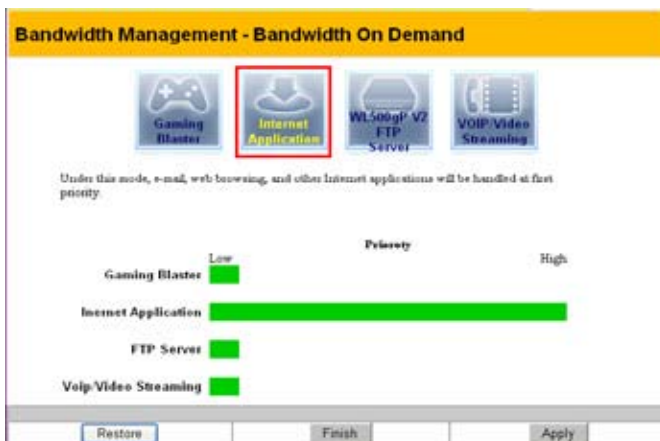 Bandwidth Management - Bandwidth On Demand
Gaming Blaster
Internet Application
WL500gP V2 FTP Server
VOIP/Video Streaming
Under this mode, e-mail, web browsing, and other Internet applications will be handled at first
priority.
Priority
Low
High
Gaming Blaster
Inernet Application
FTP Server
Voip/Video Streaming
Restore
Finish
Apply